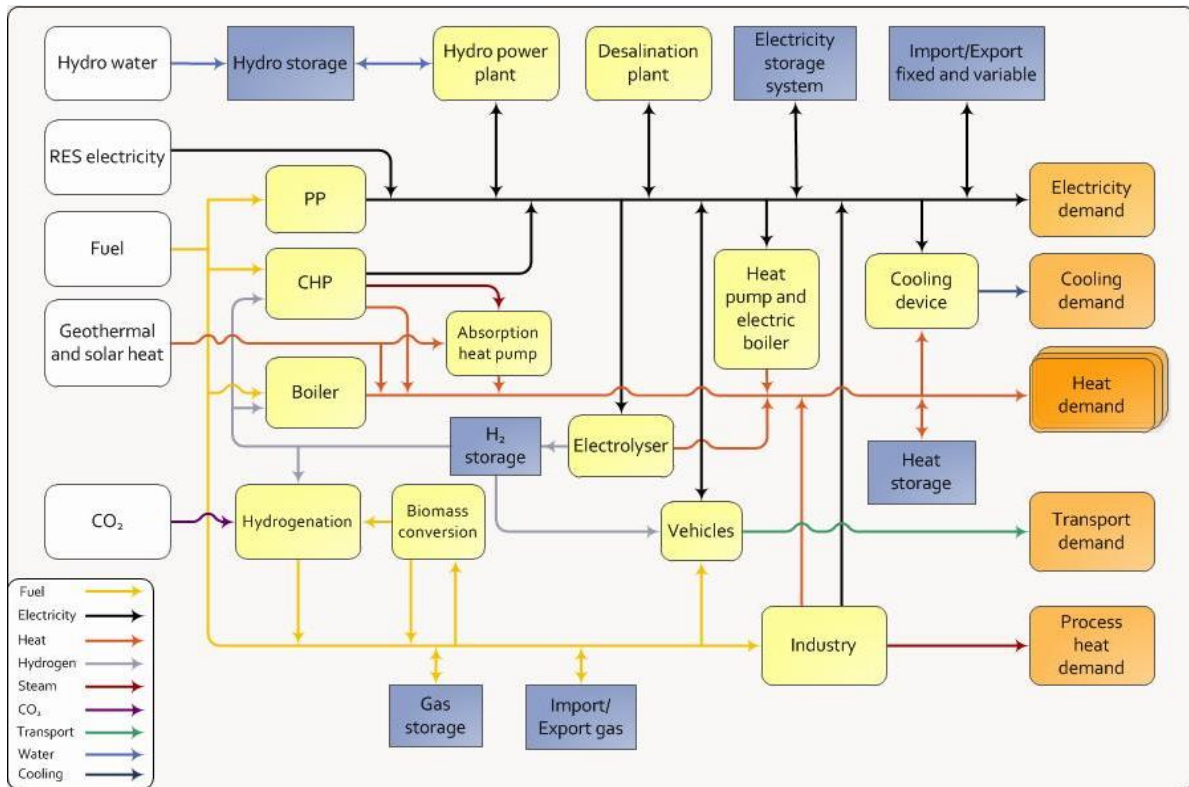 Hydro water
Hydro storage
Hydro power
plant
Desalination
plant
Electricity
storage
system
Import/Export
fixed and variable
RES electricity
PP
Electricity
demand
Fuel
CHP
Heat
pump and
electric
boiler
Cooling
device
Cooling
demand
Geothermal
and solar heat
Absorption
heat pump
Boiler
Heat
demand
H₂
storage
Electrolyser
Heat
storage
CO₂
Hydrogenation
Biomass
conversion
Vehicles
Transport
demand
Fuel
Electricity
Heat
Hydrogen
Steam
CO₂
Transport
Water
Cooling
Industry
Process
heat
demand
Gas
storage
Import/
Export gas